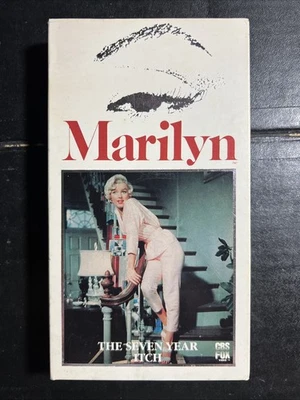 Marilyn
THE SEVEN YEAR
ITCH
CBS
FOX